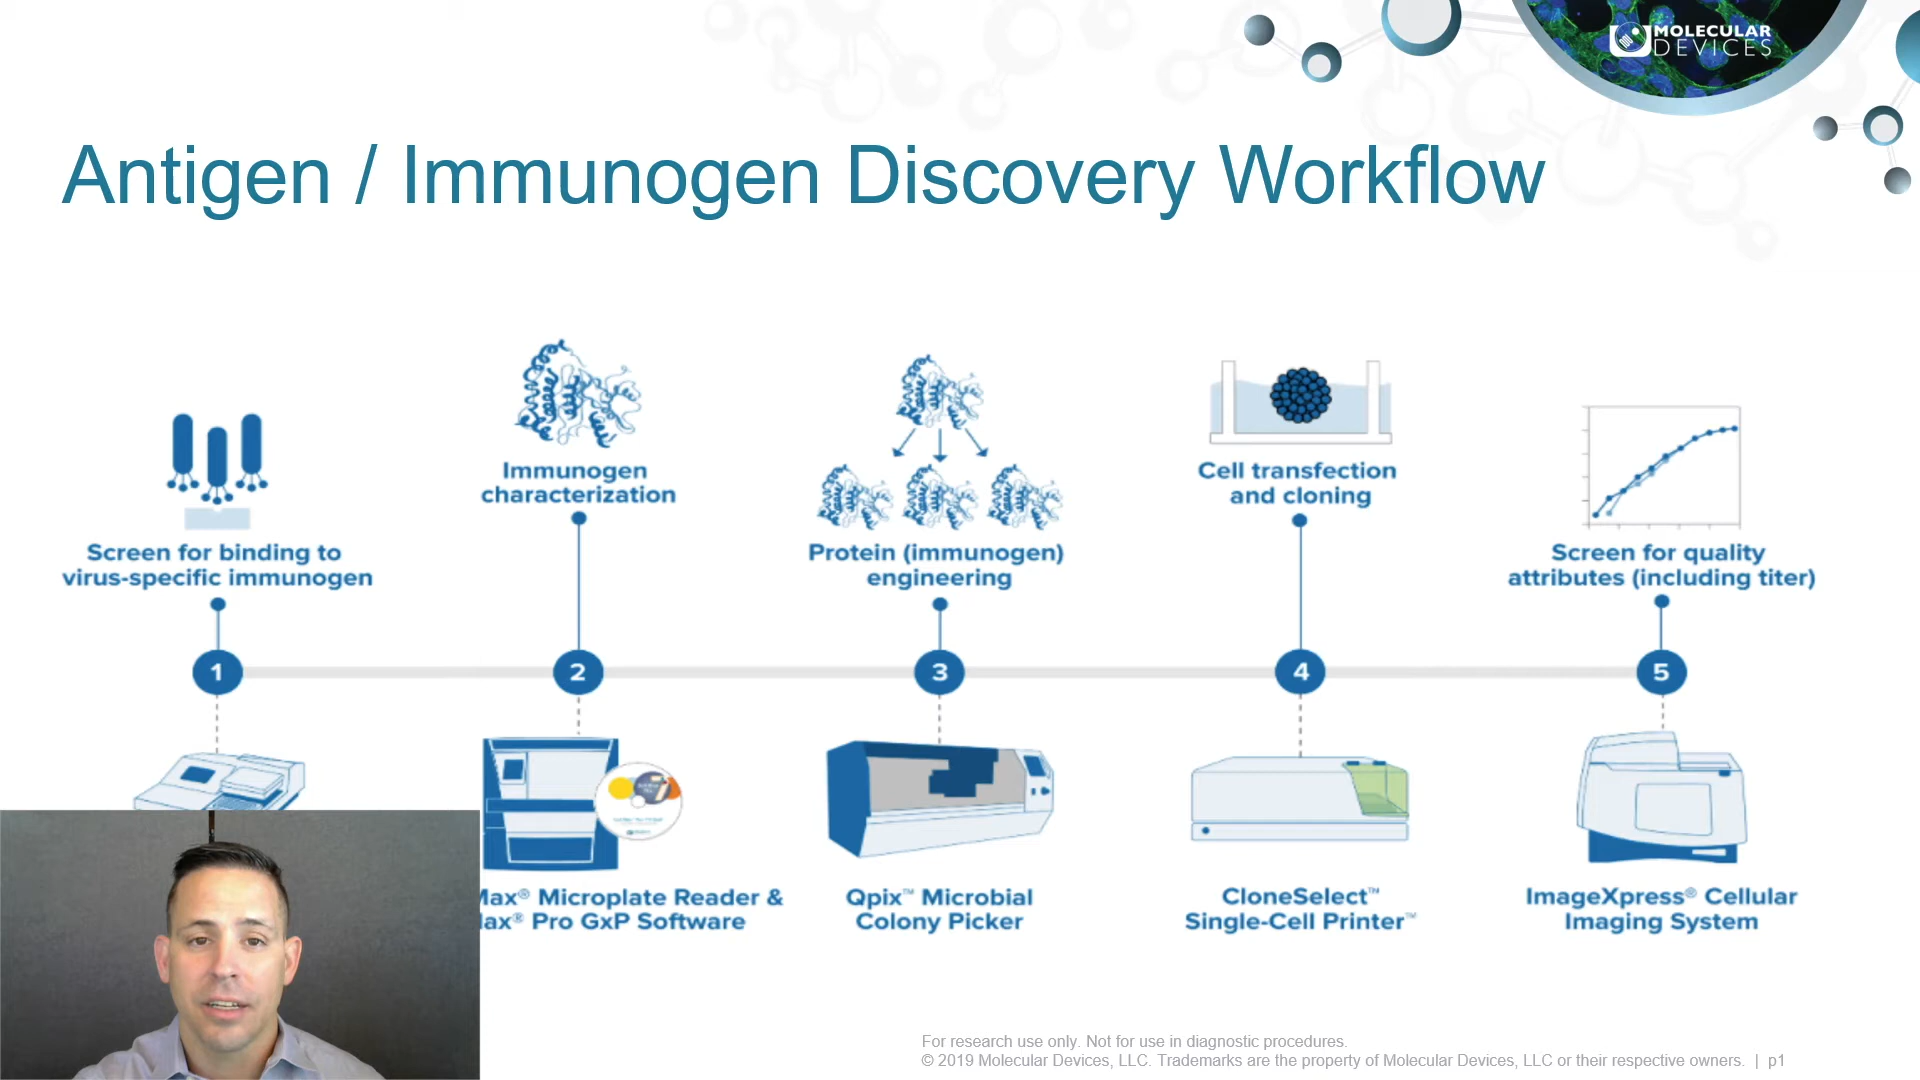 MOLECULAR
DEVICES
Antigen / Immunogen Discovery Workflow
Screen for binding to
virus-specific immunogen
Immunogen
characterization
Protein (immunogen)
engineering
Cell transfection
and cloning
Screen for quality
attributes (including titer)
1
2
3
4
5
Max® Microplate Reader &
ax® Pro GxP Software
Qpix™ Microbial
Colony Picker
CloneSelect™
Single-Cell Printer™
ImageXpress® Cellular
Imaging System
For research use only. Not for use in diagnostic procedures.
© 2019 Molecular Devices, LLC. Trademarks are the property of Molecular Devices, LLC or their respective owners. | p1